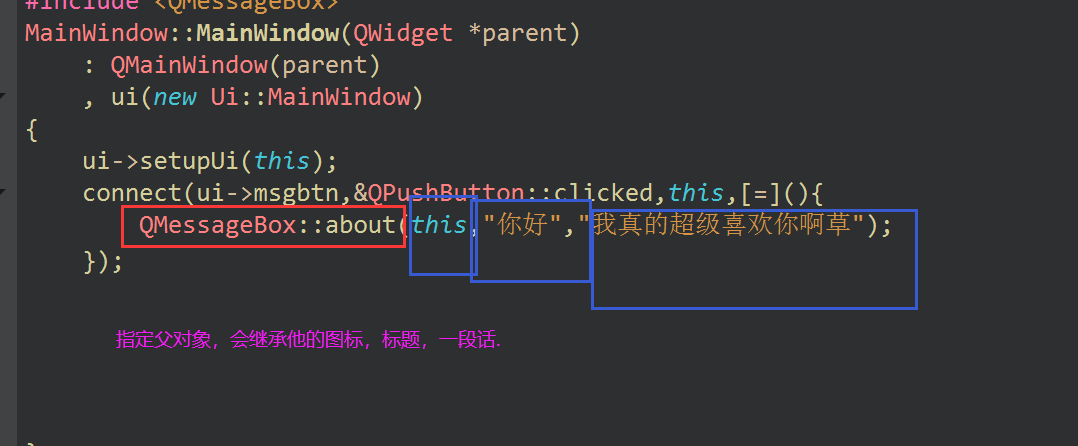 #include <QMessageBox>
MainWindow::MainWindow(QWidget *parent)
    : QMainWindow(parent)
    , ui(new Ui::MainWindow)
{
    ui->setupUi(this);
    connect(ui->msgbtn,&QPushButton::clicked,this,[=](){
        QMessageBox::about(this,"你好","我真的超级喜欢你啊草");
    });
指定父对象，会继承他的图标，标题，一段话.